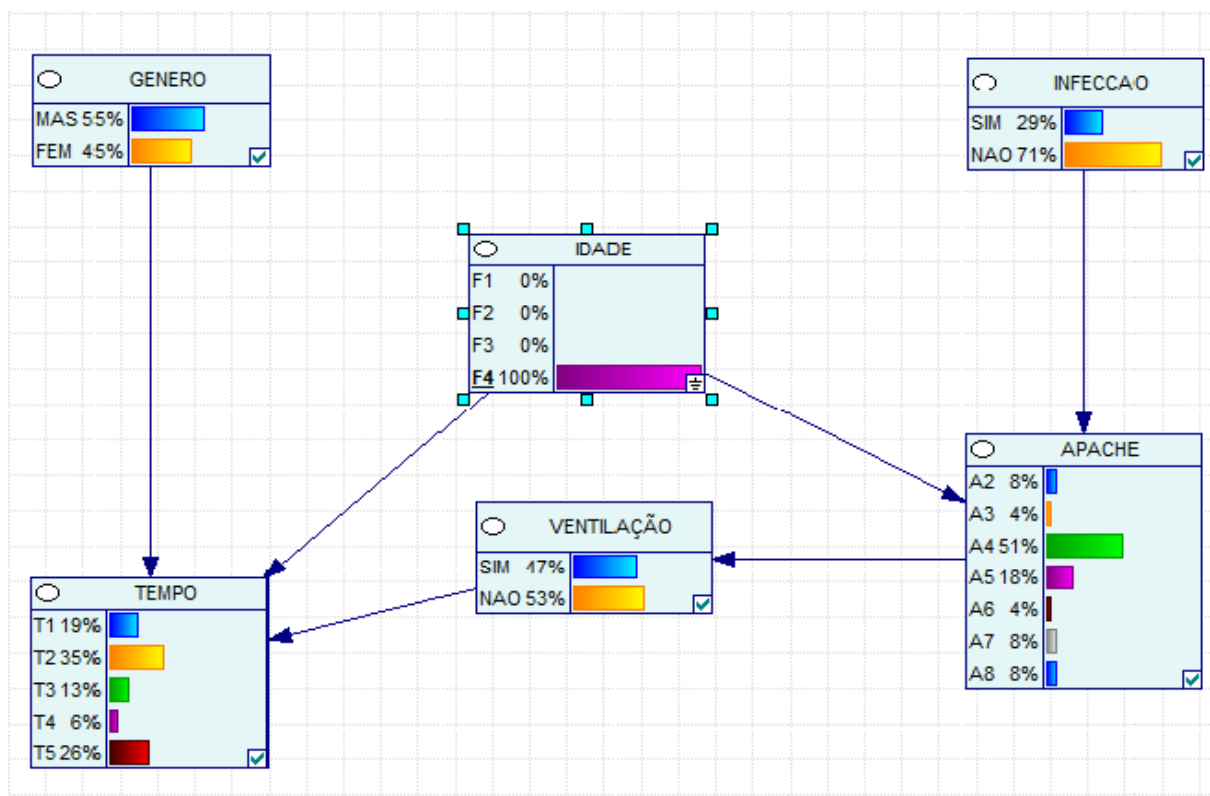 GENERO
MAS 55%
FEM 45%
INFECCAO
SIM 29%
NAO 71%
IDADE
F1 0%
F2 0%
F3 0%
F4 100%
APACHE
A2 8%
A3 4%
A4 51%
A5 18%
A6 4%
A7 8%
A8 8%
VENTILAÇÃO
SIM 47%
NAO 53%
TEMPO
T1 19%
T2 35%
T3 13%
T4 6%
T5 26%